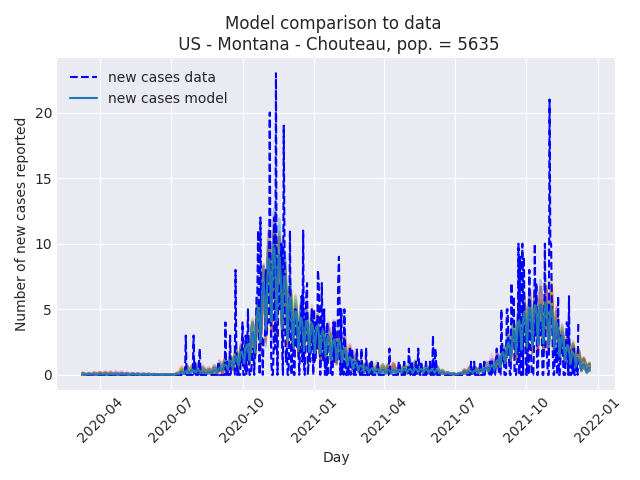 Model comparison to data
US - Montana - Chouteau, pop. = 5635
new cases data
new cases model
Number of new cases reported
20
15
10
5
0
2020-04
2020-07
2020-10
2021-01
2021-04
2021-07
2021-10
2022-01
Day